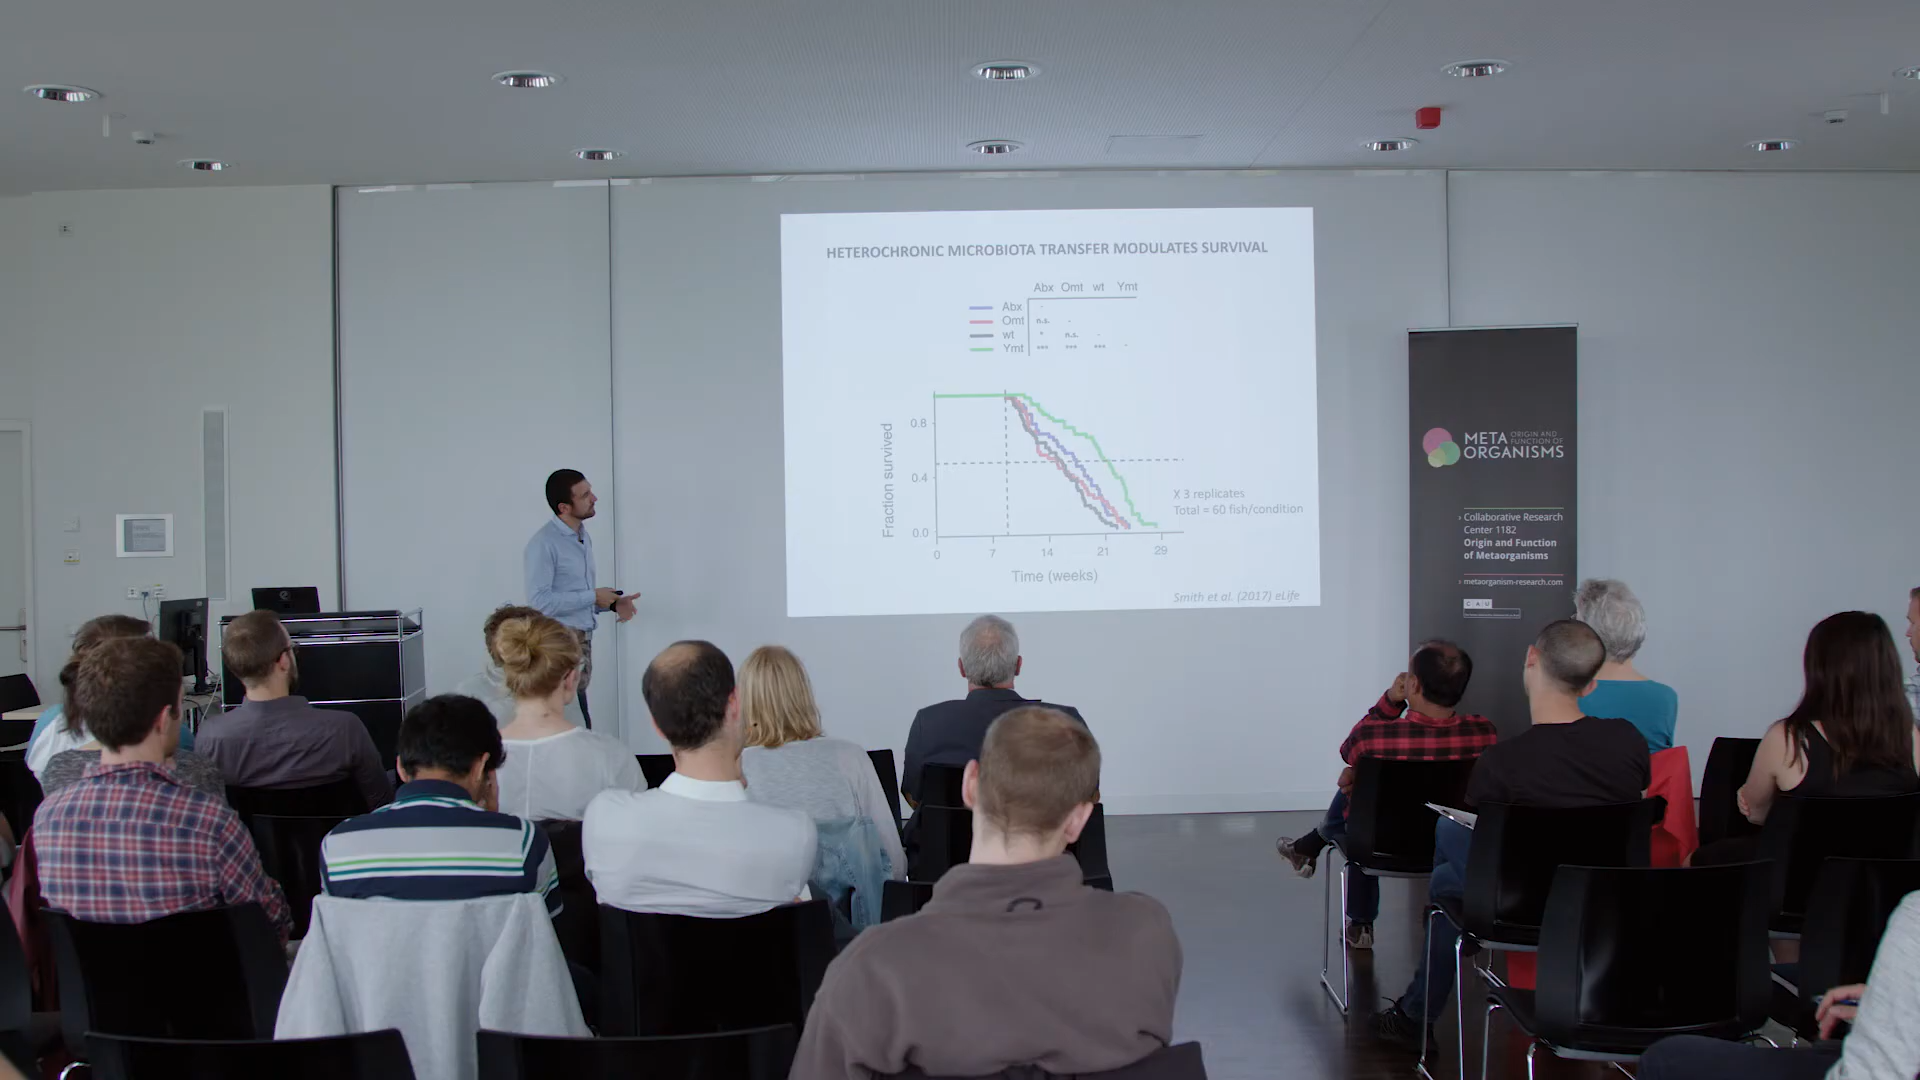 HETEROCHRONIC MICROBIOTA TRANSFER MODULATES SURVIVAL
Abx Omt wt Ymt
Abx -
Omt n.s. -
wt * n.s. -
Ymt *** *** *** -
Fraction survived
0.8
0.4
0.0
0 7 14 21 29
Time (weeks)
X 3 replicates
Total = 60 fish/condition
Smith et al. (2017) eLife
META ORIGIN AND
FUNCTION OF
ORGANISMS
› Collaborative Research
Center 1182
Origin and Function
of Metaorganisms
› metaorganism-research.com
CAU